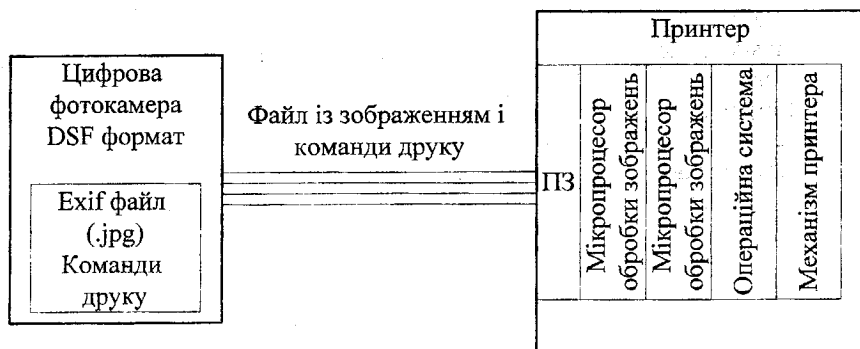 Принтер
Цифрова
фотокамера
DSF формат
Файл із зображенням і
команди друку
Exif файл
(.jpg)
Команди
друку
ПЗ
Мікропроцесор
обробки зображень
Мікропроцесор
обробки зображень
Операційна система
Механізм принтера